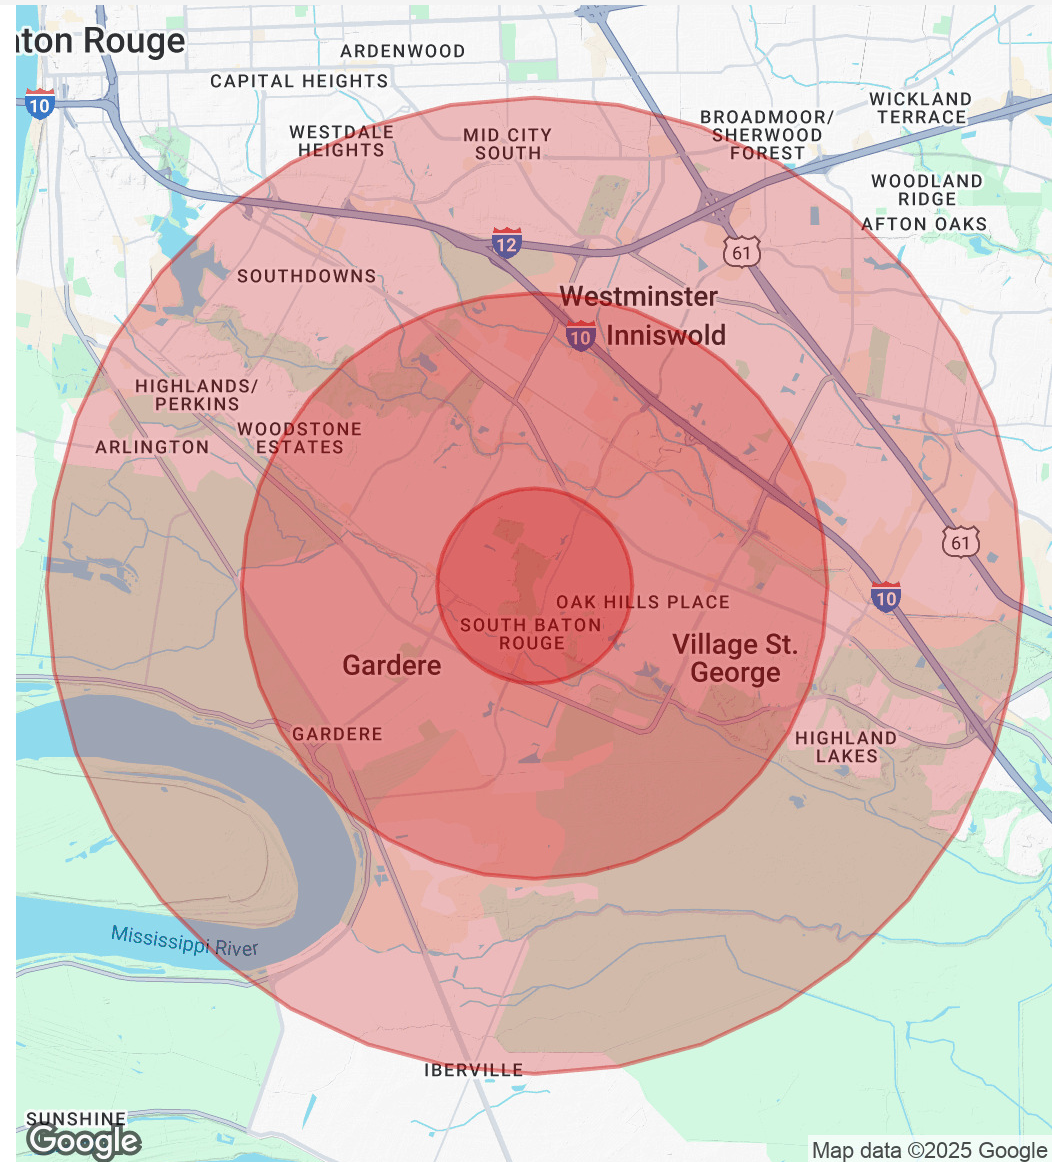 ton Rouge
ARDENWOOD
CAPITAL HEIGHTS
10
WICKLAND
TERRACE
BROADMOOR/
SHERWOOD
FOREST
WESTDALE
HEIGHTS
MID CITY
SOUTH
WOODLAND
RIDGE
AFTON OAKS
12
61
SOUTHDOWNS
Westminster
10
Inniswold
HIGHLANDS/
PERKINS
WOODSTONE
ESTATES
ARLINGTON
61
10
OAK HILLS PLACE
SOUTH BATON
ROUGE
Village St.
George
Gardere
GARDERE
HIGHLAND
LAKES
Mississippi River
IBERVILLE
SUNSHINE
Google
Map data ©2025 Google